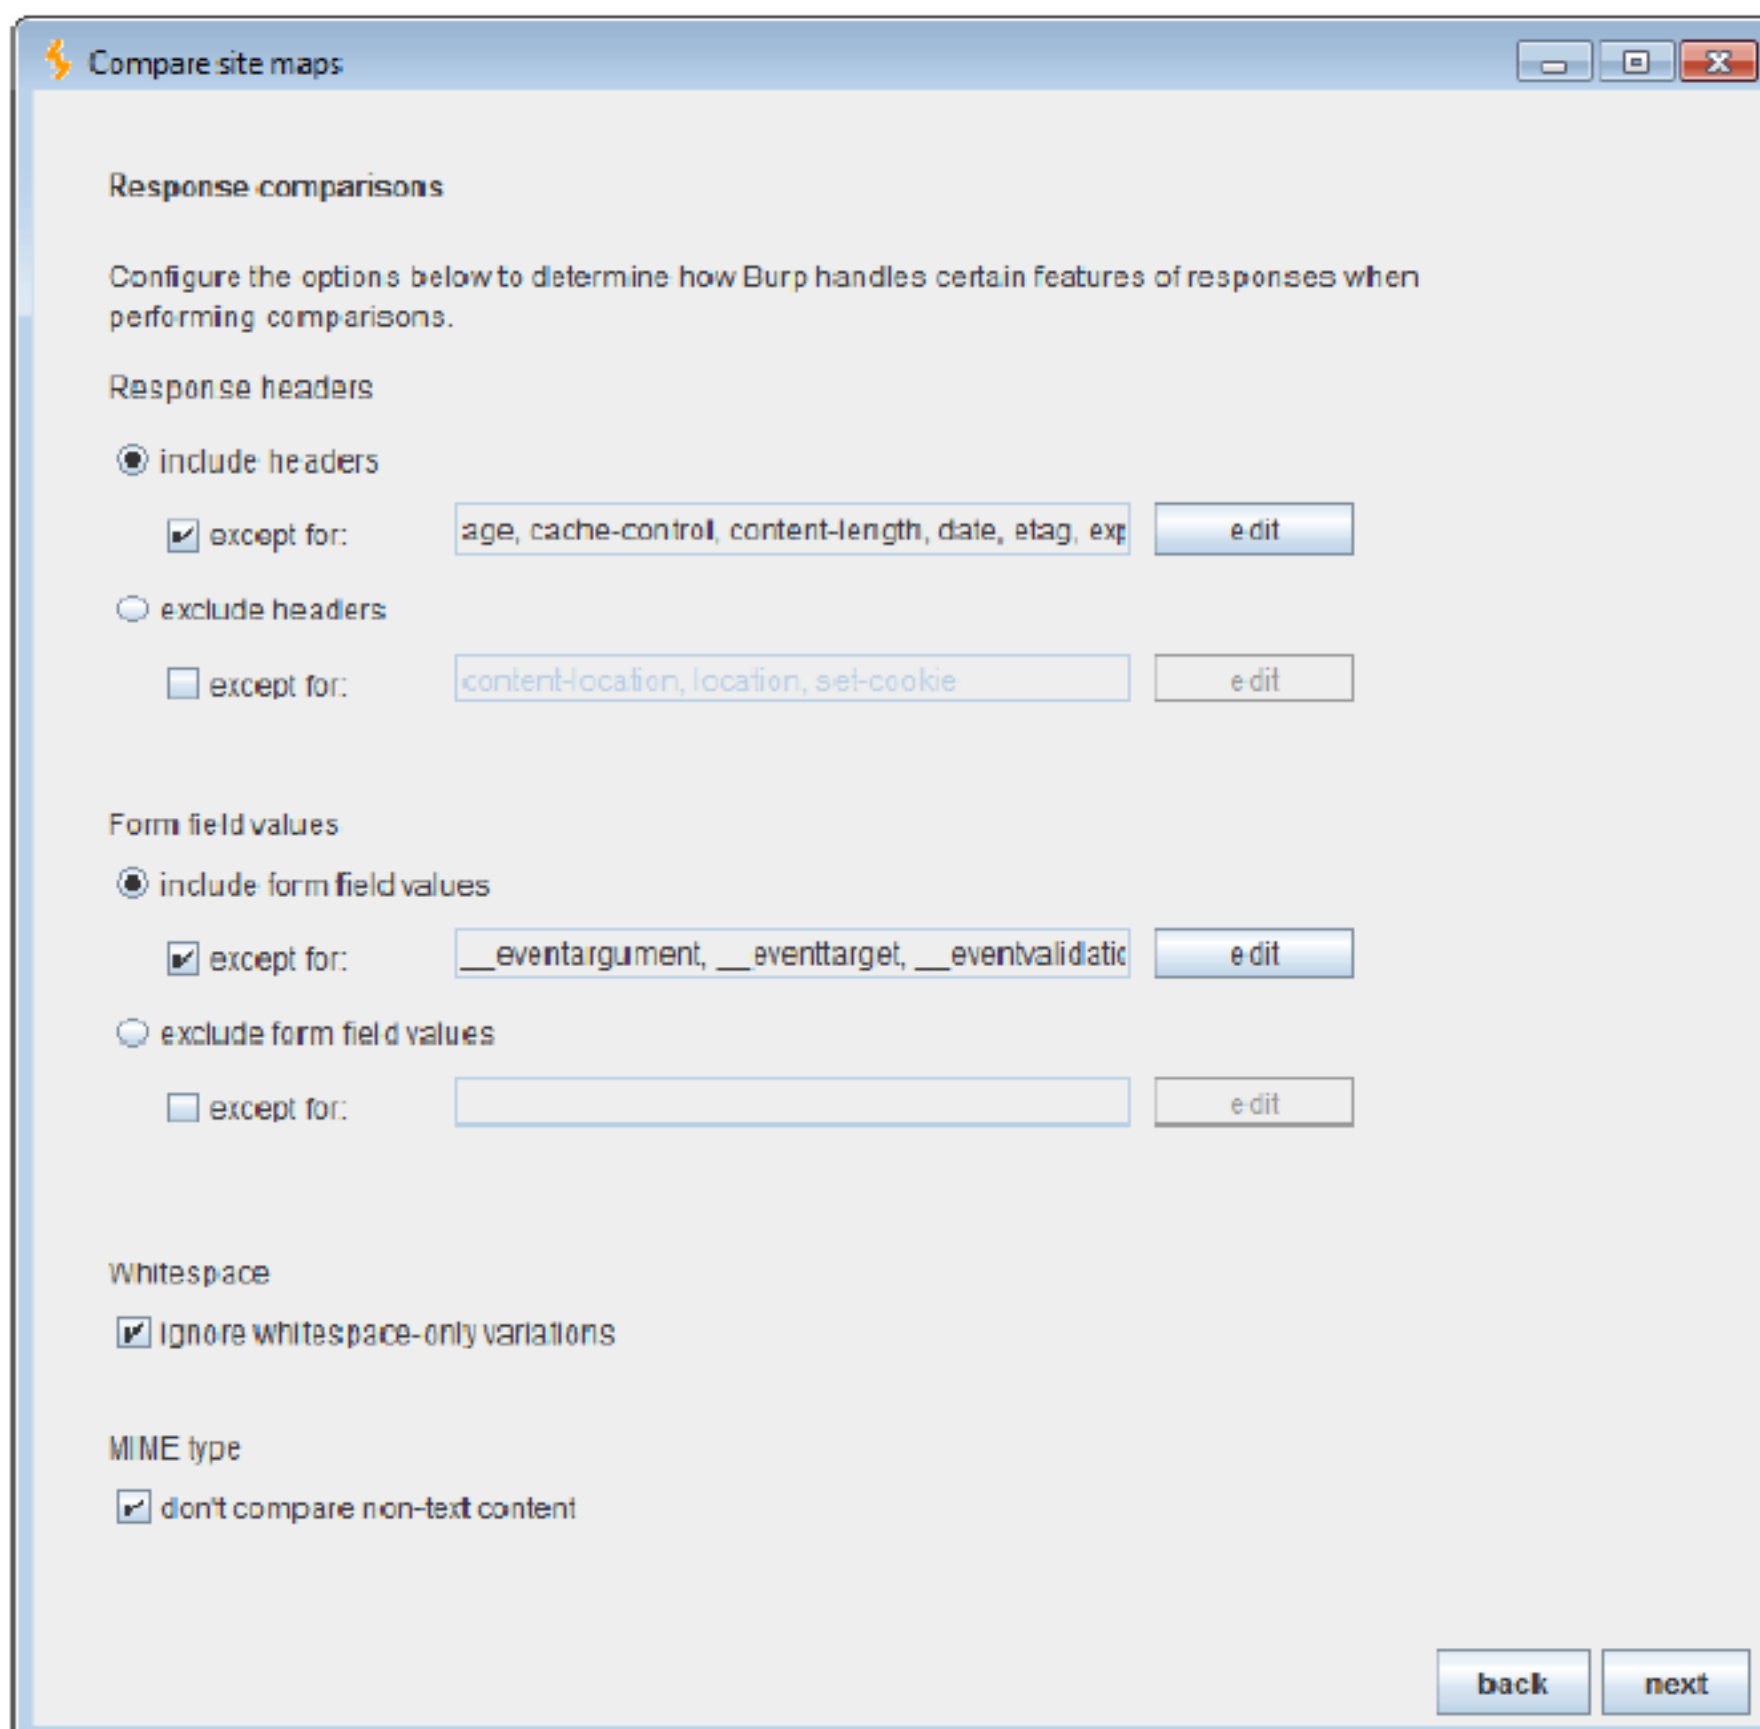 Compare site maps
Response comparisons
Configure the options below to determine how Burp handles certain features of responses when
performing comparisons.
Response headers
include headers
except for: age, cache-control, content-length, date, etag, exp edit
exclude headers
except for: content-location, location, set-cookie edit
Form field values
include form field values
except for: __eventargument, __eventtarget, __eventvalidatic edit
exclude form field values
except for: edit
Whitespace
ignore whitespace-only variations
MIME type
don't compare non-text content
back next